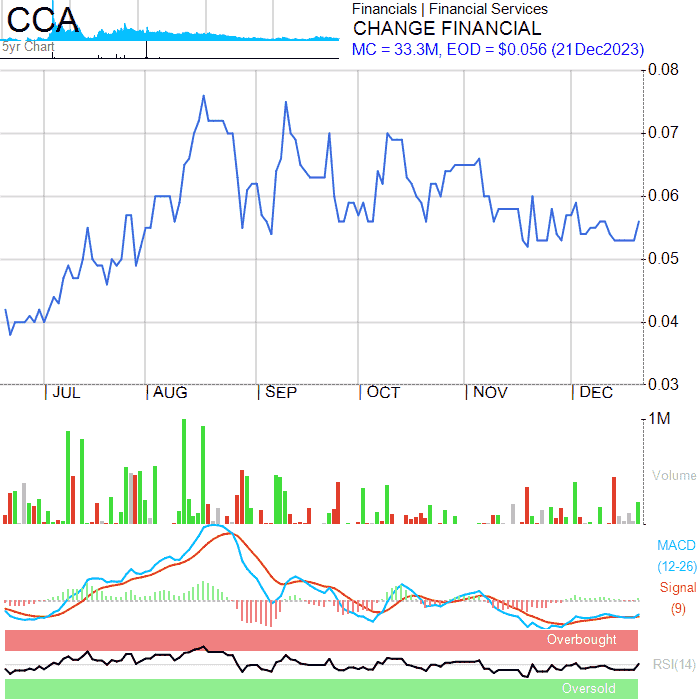 CCA
5yr Chart
Financials | Financial Services
CHANGE FINANCIAL
MC = 33.3M, EOD = $0.056 (21Dec2023)
0.08
0.07
0.06
0.05
0.04
0.03
JUL AUG SEP OCT NOV DEC
1M
Volume
MACD
(12-26)
Signal
(9)
Overbought
RSI(14)
Oversold